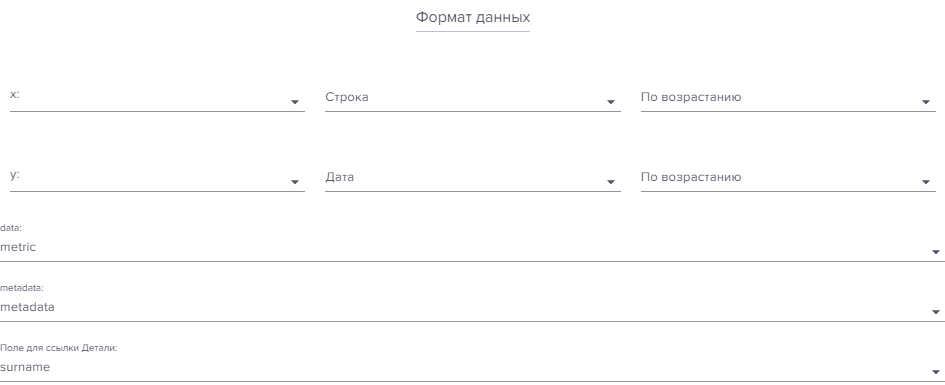 Формат данных
x: Строка По возрастанию
y: Дата По возрастанию
data:
metric
metadata:
metadata
Поле для ссылки Детали:
surname